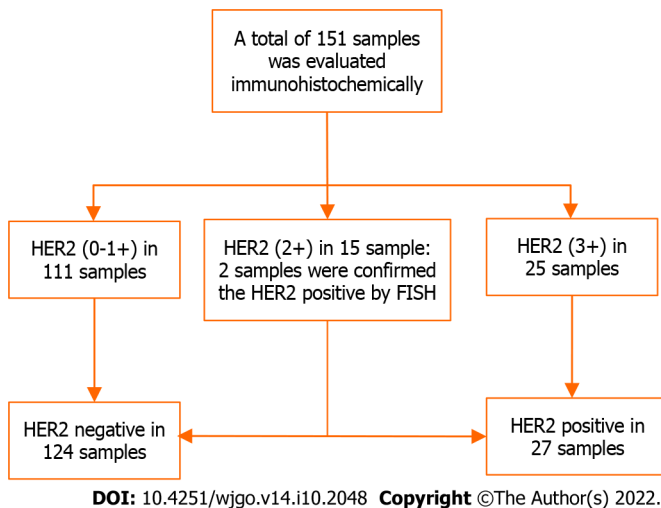 A total of 151 samples
was evaluated
immunohistochemically
HER2 (0-1+) in
111 samples
HER2 (2+) in 15 sample:
2 samples were confirmed
the HER2 positive by FISH
HER2 (3+) in
25 samples
HER2 negative in
124 samples
HER2 positive in
27 samples
DOI: 10.4251/wjgo.v14.i10.2048 Copyright ©The Author(s) 2022.